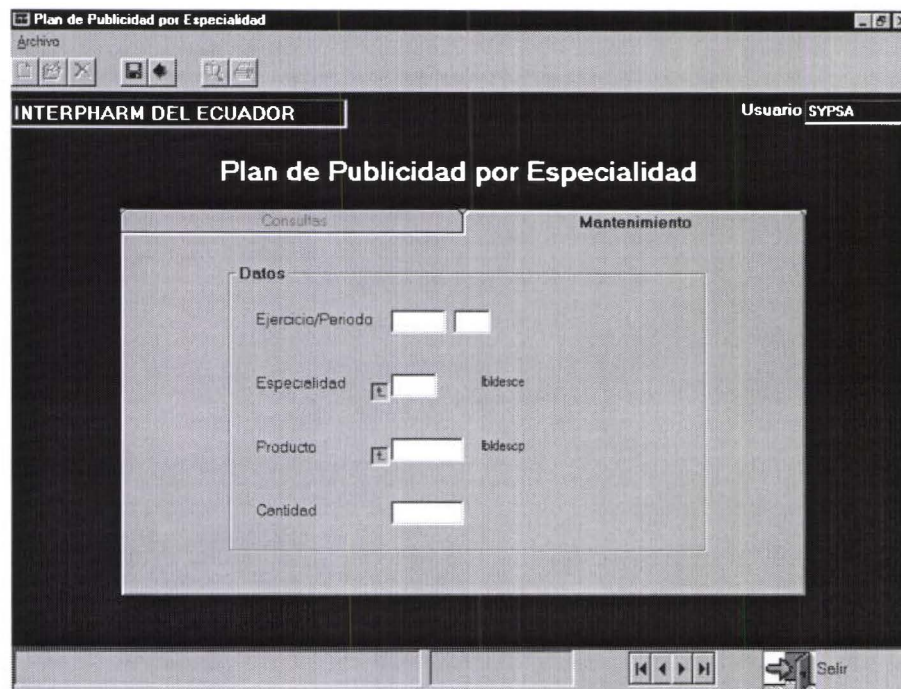 Plan de Publicidad por Especialidad
Archivo
INTERPHARM DEL ECUADOR
Usuario SYPSA
Plan de Publicidad por Especialidad
Consultas
Mantenimiento
Datos
Ejercicio/Periodo
Especialidad lbldesce
Producto lbldescp
Cantidad
Salir